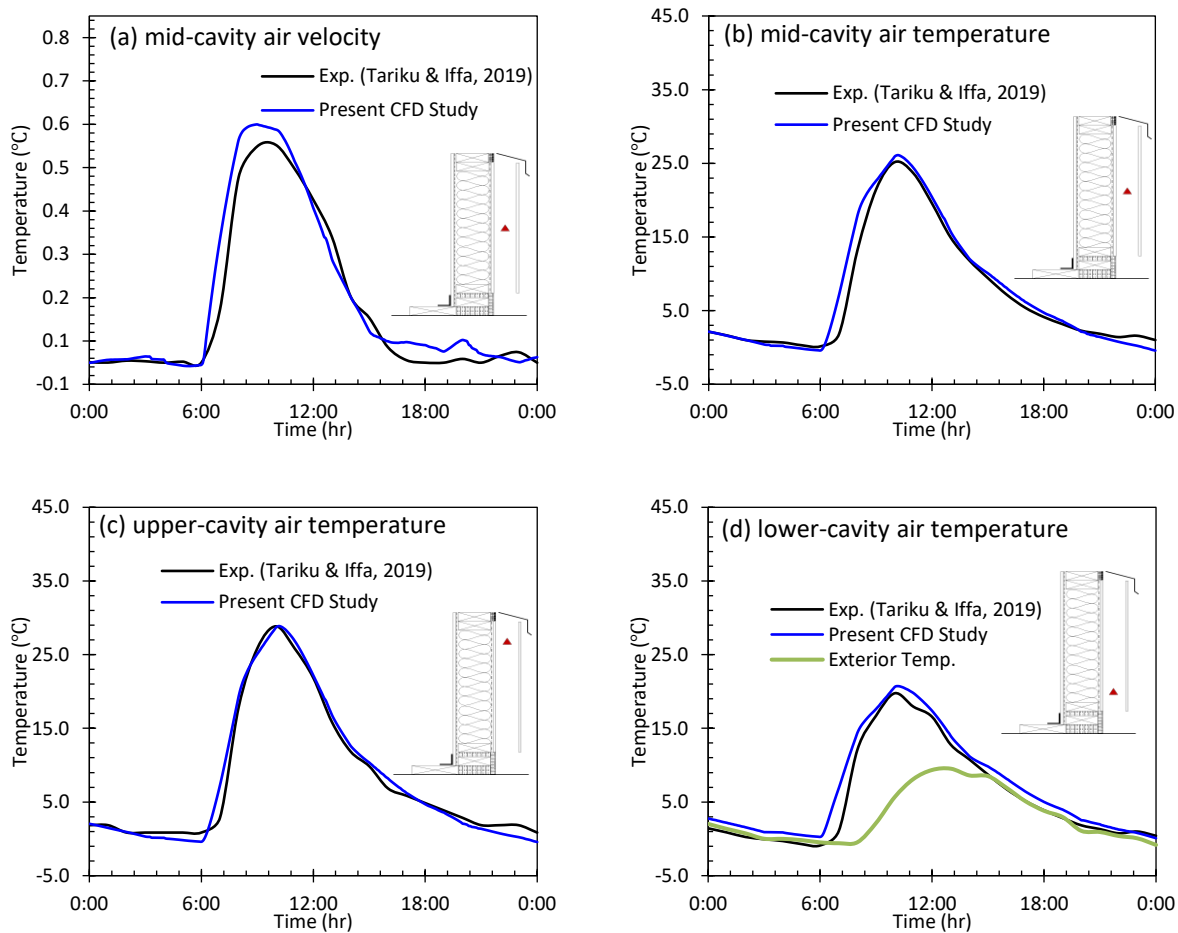 (a) mid-cavity air velocity
Exp. (Tariku & Iffa, 2019)
Present CFD Study
Temperature (°C)
0.8
0.6
0.5
0.4
0.3
0.2
0.1
-0.1
0:00 6:00 12:00 18:00 0:00
Time (hr)
(b) mid-cavity air temperature
Exp. (Tariku & Iffa, 2019)
Present CFD Study
Temperature (°C)
45.0
35.0
25.0
15.0
5.0
-5.0
0:00 6:00 12:00 18:00 0:00
Time (hr)
(c) upper-cavity air temperature
Exp. (Tariku & Iffa, 2019)
Present CFD Study
Temperature (°C)
45.0
35.0
25.0
15.0
5.0
-5.0
0:00 6:00 12:00 18:00 0:00
Time (hr)
(d) lower-cavity air temperature
Exp. (Tariku & Iffa, 2019)
Present CFD Study
Exterior Temp.
Temperature (°C)
45.0
35.0
25.0
15.0
5.0
-5.0
0:00 6:00 12:00 18:00 0:00
Time (hr)